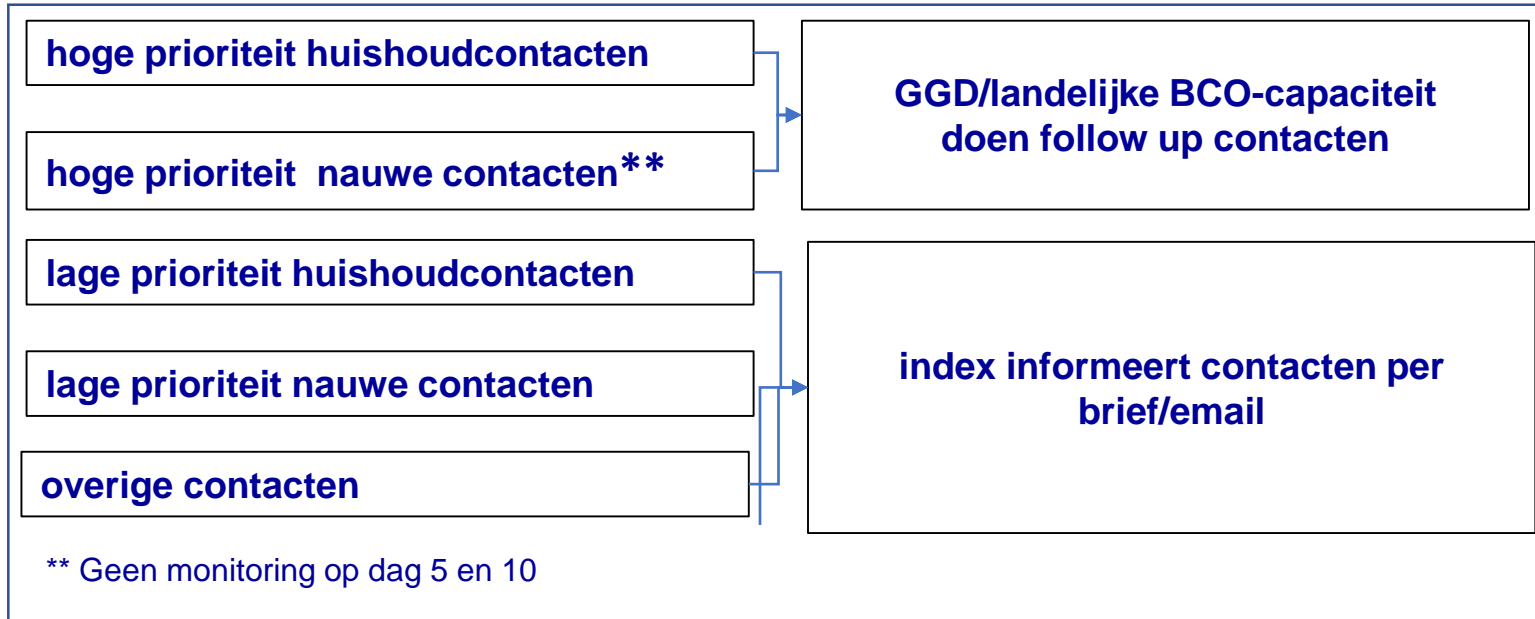 hoge prioriteit huishoudcontacten
hoge prioriteit  nauwe contacten**
GGD/landelijke BCO-capaciteit
doen follow up contacten
lage prioriteit huishoudcontacten
lage prioriteit nauwe contacten
overige contacten
index informeert contacten per
brief/email
** Geen monitoring op dag 5 en 10